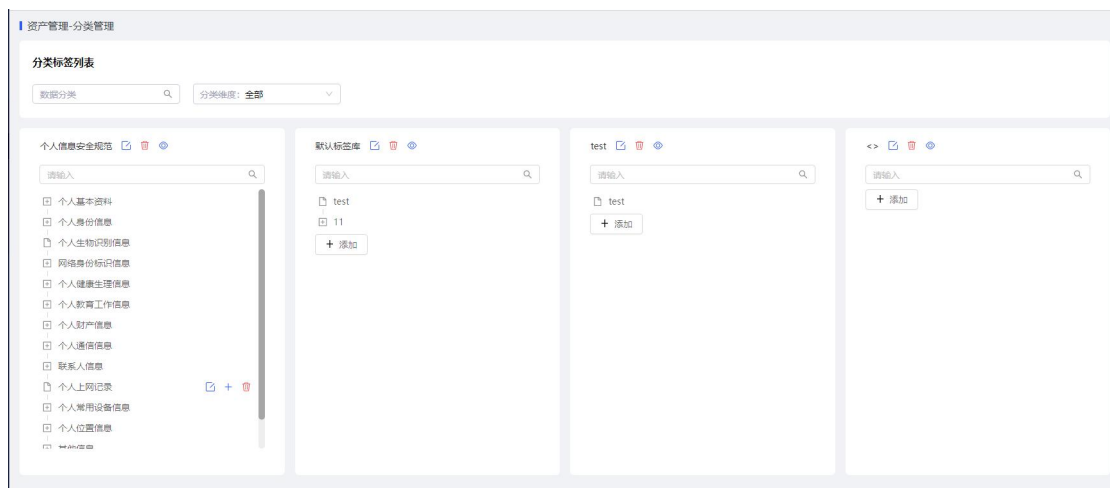 资产管理-分类管理
分类标签列表
数据分类
分类维度：全部
个人信息安全规范
请输入
个人基本资料
个人身份信息
个人生物识别信息
网络身份标识信息
个人健康生理信息
个人教育工作信息
个人财产信息
个人通信信息
联系人信息
个人上网记录
个人常用设备信息
个人位置信息
其他信息
默认标签库
请输入
test
11
+ 添加
test
请输入
test
+ 添加
<>
请输入
+ 添加